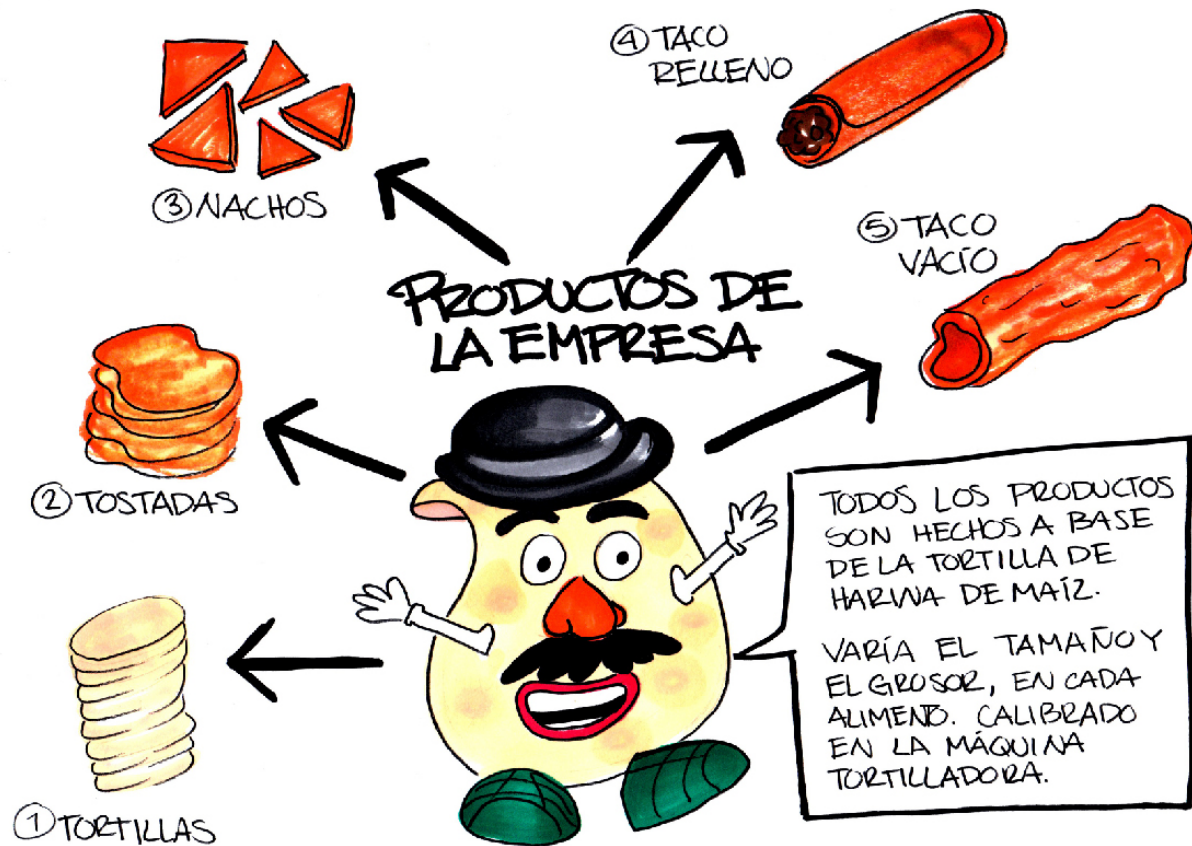 ④ TACO
RELLENO
③ NACHOS
⑤ TACO
VACÍO
PRODUCTOS DE
LA EMPRESA
② TOSTADAS
TODOS LOS PRODUCTOS
SON HECHOS A BASE
DE LA TORTILLA DE
HARINA DE MAÍZ.
VARÍA EL TAMAÑO Y
EL GROSOR, EN CADA
ALIMENTO. CALIBRADO
EN LA MÁQUINA
TORTILLADORA.
① TORTILLAS